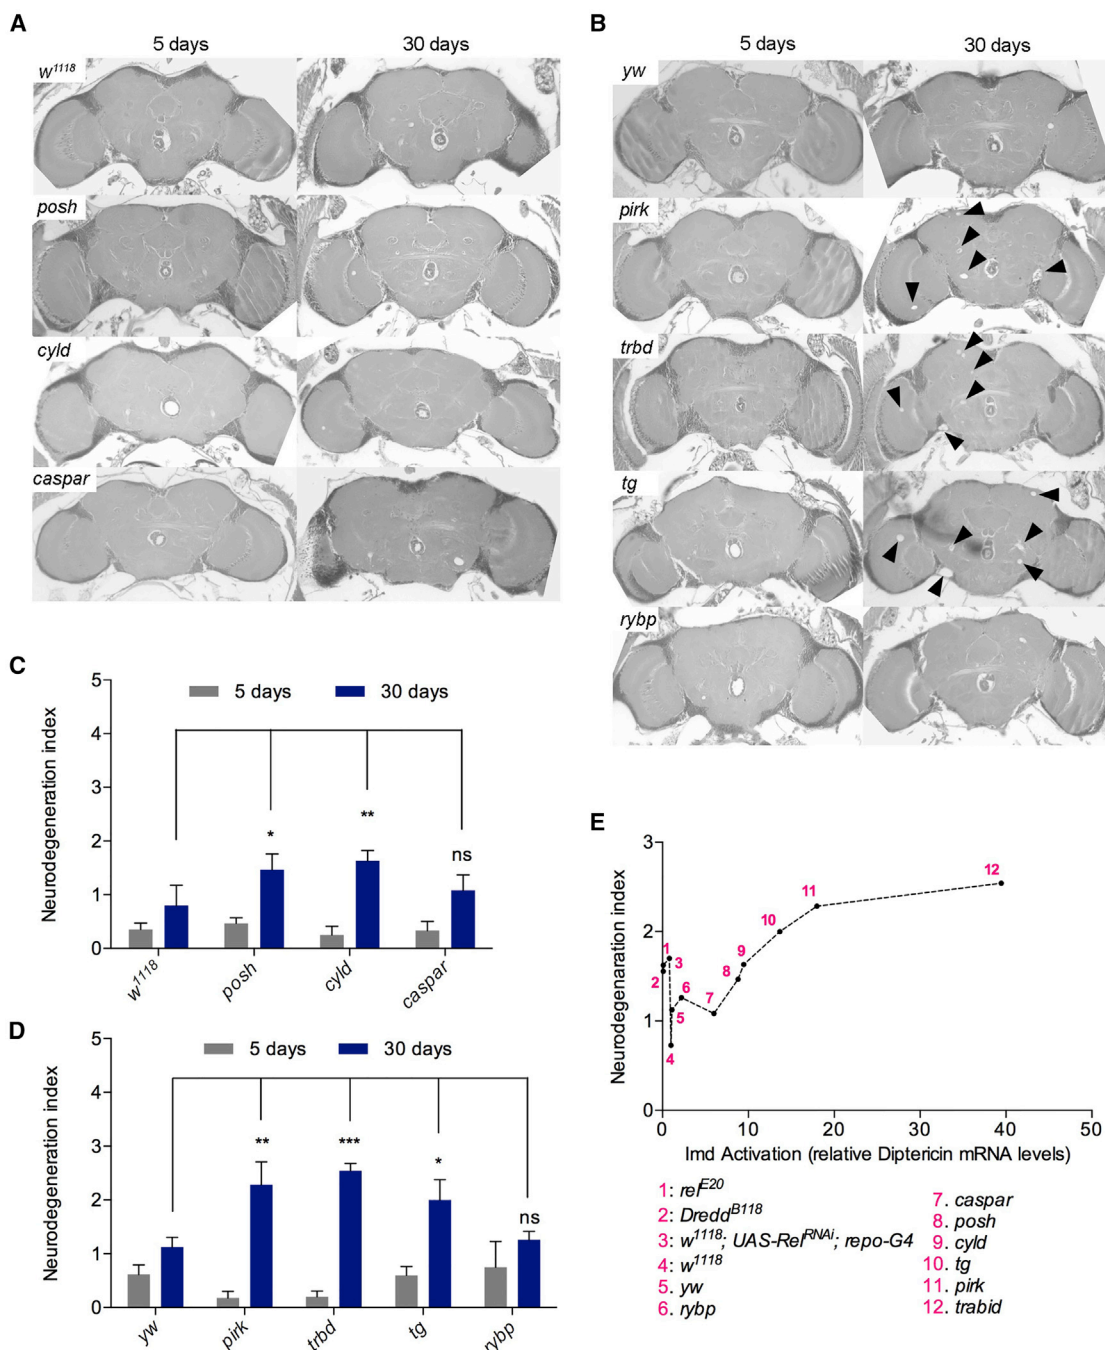 A
5 days 30 days
w1118
posh
cyld
caspar
B
5 days 30 days
yw
pirk
trbd
tg
rybp
C
Neurodegeneration index
5
4
3
2
1
0
5 days 30 days
*
**
ns
w1118 posh cyld caspar
D
Neurodegeneration index
5
4
3
2
1
0
5 days 30 days
**
***
*
ns
yw pirk trbd tg rybp
E
Neurodegenaration index
3
2
1
0
1
2
3
4
5
6
7
8
9
10
11
12
0 10 20 30 40 50
Imd Activation (relative Diptericin mRNA levels)
1: relE20
2: DreddB118
3: w1118; UAS-RelRNAi; repo-G4
4: w1118
5: yw
6: rybp
7. caspar
8. posh
9. cyld
10. tg
11. pirk
12. trabid